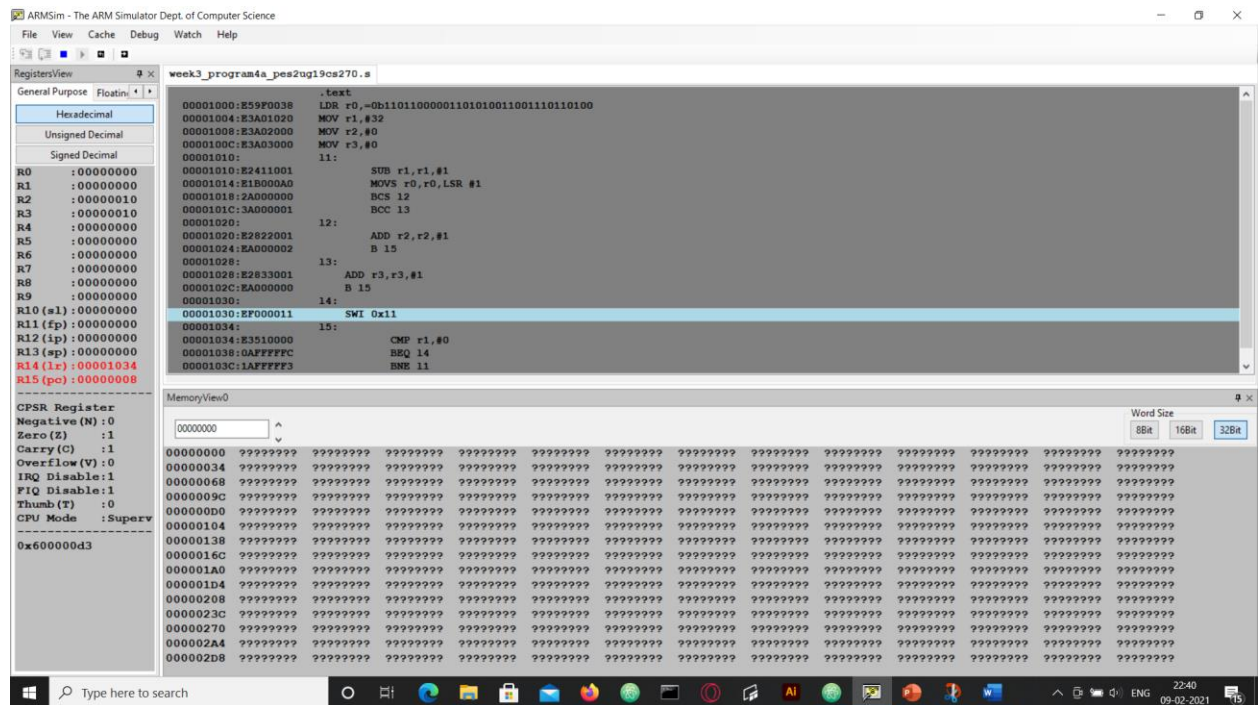 ARMSim - The ARM Simulator Dept. of Computer Science
File View Cache Debug Watch Help
RegistersView
General Purpose Floatin
Hexadecimal
Unsigned Decimal
Signed Decimal
R0 :00000000
R1 :00000000
R2 :00000010
R3 :00000010
R4 :00000000
R5 :00000000
R6 :00000000
R7 :00000000
R8 :00000000
R9 :00000000
R10(sl):00000000
R11(fp):00000000
R12(ip):00000000
R13(sp):00000000
R14(lr):00001034
R15(pc):00000008
CPSR Register
Negative(N):0
Zero(Z) :1
Carry(C) :1
Overflow(V):0
IRQ Disable:1
FIQ Disable:1
Thumb(T) :0
CPU Mode :Superv
0x600000d3
week3_program4a_pes2ug19cs270.s
.text
00001000:E59F0038 LDR r0,=0b11011000001101010011001110110100
00001004:E3A01020 MOV r1,#32
00001008:E3A02000 MOV r2,#0
0000100C:E3A03000 MOV r3,#0
00001010: l1:
00001010:E2411001 SUB r1,r1,#1
00001014:E1B000A0 MOVS r0,r0,LSR #1
00001018:2A000000 BCS l2
0000101C:3A000001 BCC l3
00001020: l2:
00001020:E2822001 ADD r2,r2,#1
00001024:EA000002 B l5
00001028: l3:
00001028:E2833001 ADD r3,r3,#1
0000102C:EA000000 B l5
00001030: l4:
00001030:EF000011 SWI 0x11
00001034: l5:
00001034:E3510000 CMP r1,#0
00001038:0AFFFFFC BEQ l4
0000103C:1AFFFFF3 BNE l1
MemoryView0
00000000
Word Size
8Bit 16Bit 32Bit
00000000 ???????? ???????? ???????? ???????? ???????? ???????? ???????? ???????? ???????? ???????? ???????? ???????? ????????
00000034 ???????? ???????? ???????? ???????? ???????? ???????? ???????? ???????? ???????? ???????? ???????? ???????? ????????
00000068 ???????? ???????? ???????? ???????? ???????? ???????? ???????? ???????? ???????? ???????? ???????? ???????? ????????
0000009C ???????? ???????? ???????? ???????? ???????? ???????? ???????? ???????? ???????? ???????? ???????? ???????? ????????
000000D0 ???????? ???????? ???????? ???????? ???????? ???????? ???????? ???????? ???????? ???????? ???????? ???????? ????????
00000104 ???????? ???????? ???????? ???????? ???????? ???????? ???????? ???????? ???????? ???????? ???????? ???????? ????????
00000138 ???????? ???????? ???????? ???????? ???????? ???????? ???????? ???????? ???????? ???????? ???????? ???????? ????????
0000016C ???????? ???????? ???????? ???????? ???????? ???????? ???????? ???????? ???????? ???????? ???????? ???????? ????????
000001A0 ???????? ???????? ???????? ???????? ???????? ???????? ???????? ???????? ???????? ???????? ???????? ???????? ????????
000001D4 ???????? ???????? ???????? ???????? ???????? ???????? ???????? ???????? ???????? ???????? ???????? ???????? ????????
00000208 ???????? ???????? ???????? ???????? ???????? ???????? ???????? ???????? ???????? ???????? ???????? ???????? ????????
0000023C ???????? ???????? ???????? ???????? ???????? ???????? ???????? ???????? ???????? ???????? ???????? ???????? ????????
00000270 ???????? ???????? ???????? ???????? ???????? ???????? ???????? ???????? ???????? ???????? ???????? ???????? ????????
000002A4 ???????? ???????? ???????? ???????? ???????? ???????? ???????? ???????? ???????? ???????? ???????? ???????? ????????
000002D8 ???????? ???????? ???????? ???????? ???????? ???????? ???????? ???????? ???????? ???????? ???????? ???????? ????????
Type here to search
Ai
ENG
22:40
09-02-2021
15